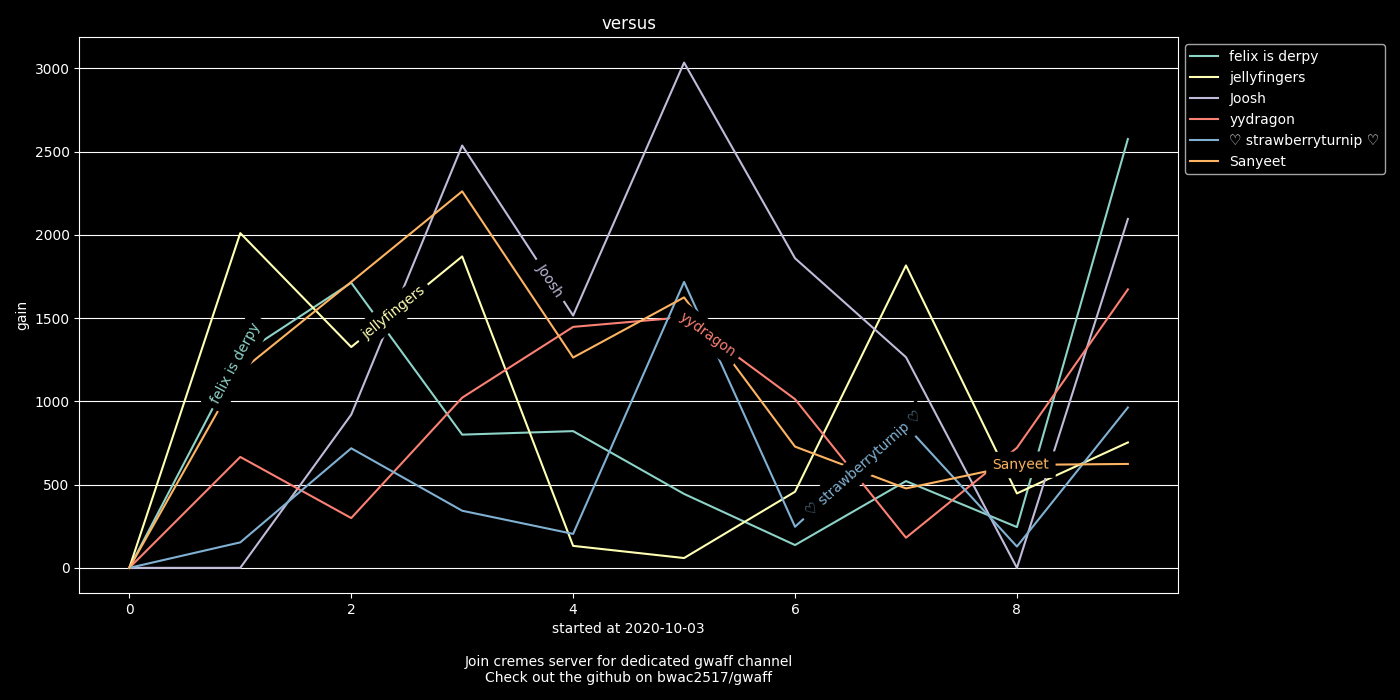 versus
3000
2500
2000
1500
1000
500
0
gain
0 2 4 6 8
started at 2020-10-03
Join cremes server for dedicated gwaff channel
Check out the github on bwac2517/gwaff
felix is derpy
jellyfingers
Joosh
yydragon
♡ strawberryturnip ♡
Sanyeet
felix is derpy
jellyfingers
Joosh
yydragon
♡ strawberryturnip ♡
Sanyeet